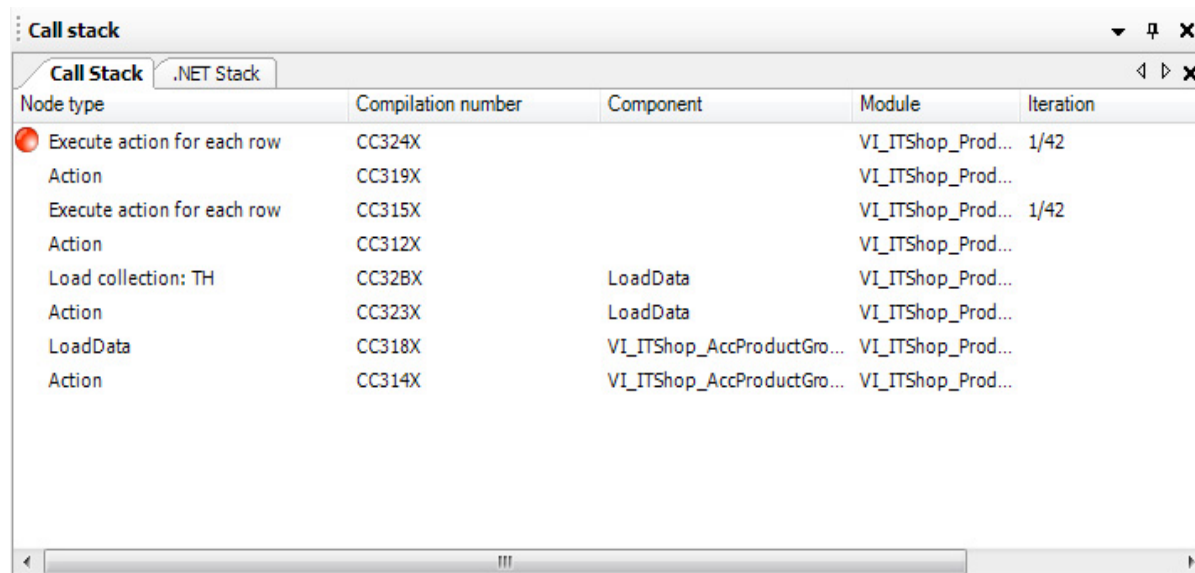 Call stack
Call Stack .NET Stack
Node type Compilation number Component Module Iteration
Execute action for each row CC324X VI_ITShop_Prod... 1/42
Action CC319X VI_ITShop_Prod...
Execute action for each row CC315X VI_ITShop_Prod... 1/42
Action CC312X VI_ITShop_Prod...
Load collection: TH CC32BX LoadData VI_ITShop_Prod...
Action CC323X LoadData VI_ITShop_Prod...
LoadData CC318X VI_ITShop_AccProductGro... VI_ITShop_Prod...
Action CC314X VI_ITShop_AccProductGro... VI_ITShop_Prod...